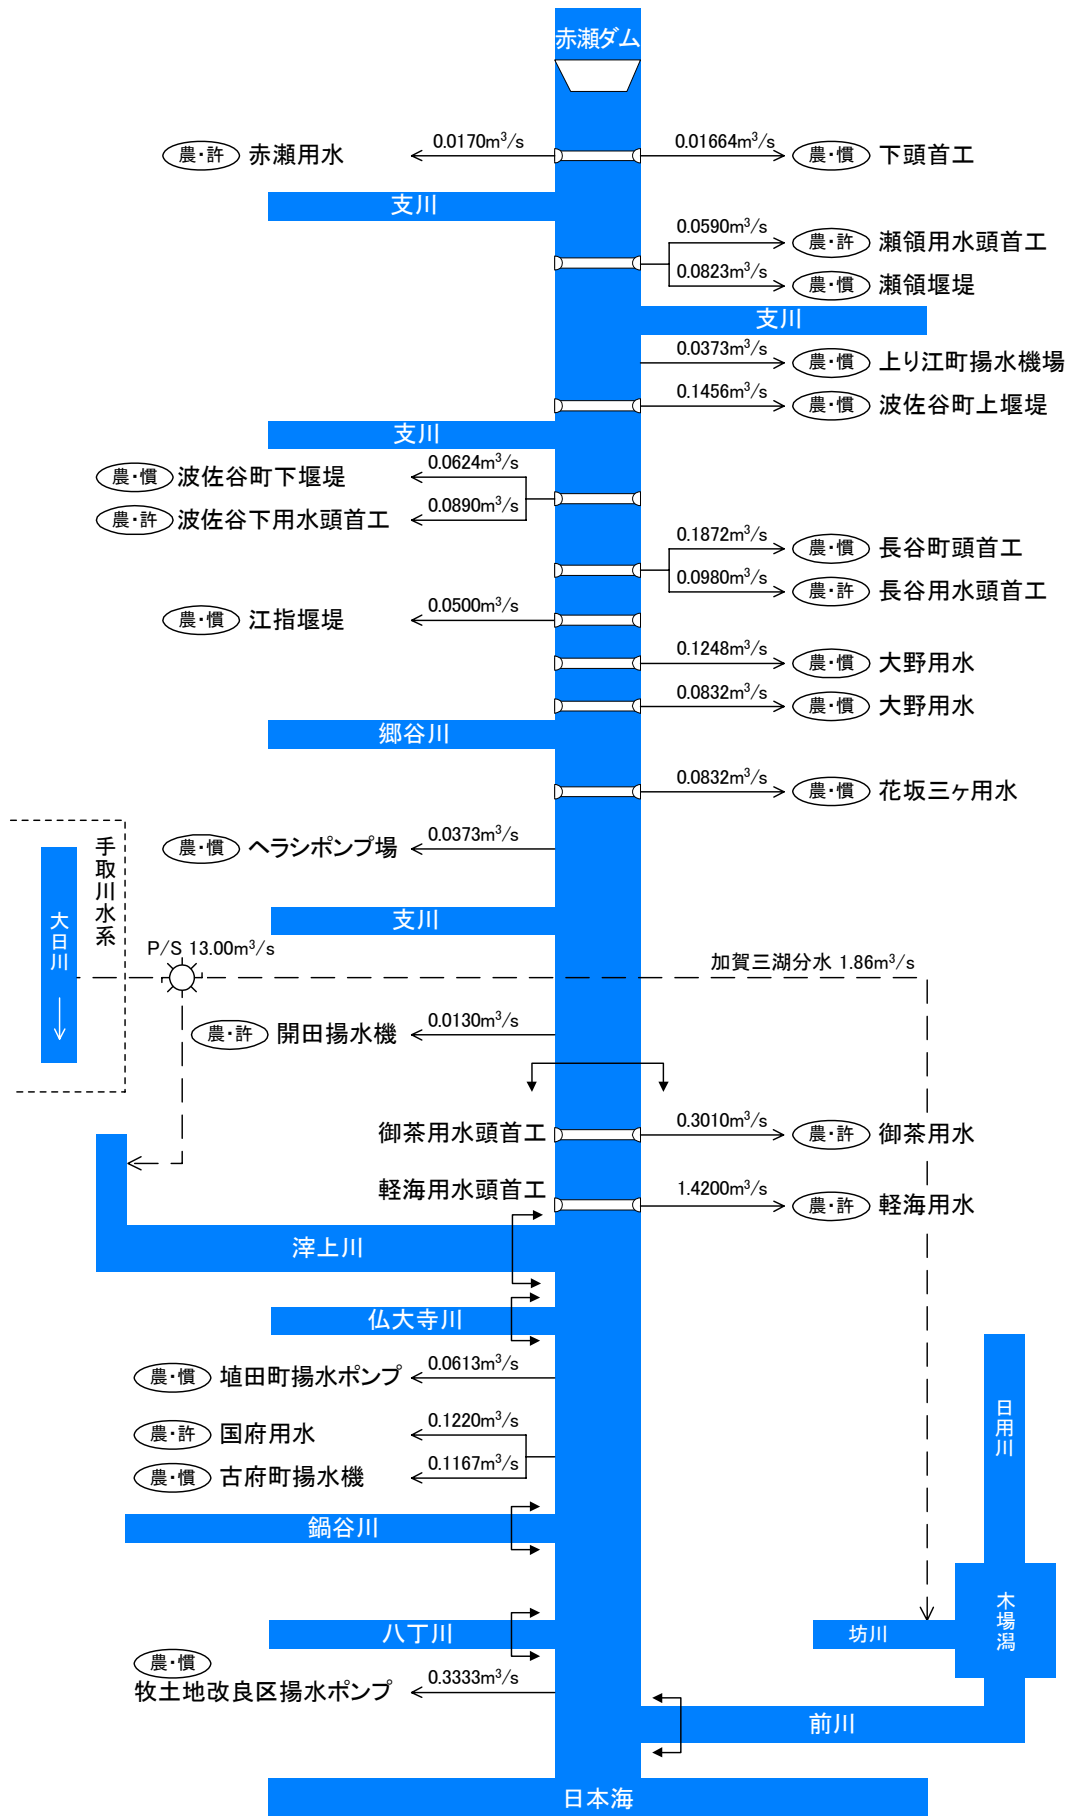 赤瀬ダム
農・許 赤瀬用水 0.0170m³/s
0.01664m³/s 農・慣 下頭首工
支川
0.0590m³/s 農・許 瀬領用水頭首工
0.0823m³/s 農・慣 瀬領堰堤
支川
0.0373m³/s 農・慣 上り江町揚水機場
0.1456m³/s 農・慣 波佐谷町上堰堤
支川
農・慣 波佐谷町下堰堤 0.0624m³/s
農・許 波佐谷下用水頭首工 0.0890m³/s
0.1872m³/s 農・慣 長谷町頭首工
0.0980m³/s 農・許 長谷用水頭首工
農・慣 江指堰堤 0.0500m³/s
0.1248m³/s 農・慣 大野用水
0.0832m³/s 農・慣 大野用水
郷谷川
0.0832m³/s 農・慣 花坂三ヶ用水
農・慣 ヘラシポンプ場 0.0373m³/s
手取川水系
大日川
支川
P/S 13.00m³/s
加賀三湖分水 1.86m³/s
農・許 開田揚水機 0.0130m³/s
御茶用水頭首工
0.3010m³/s 農・許 御茶用水
軽海用水頭首工
1.4200m³/s 農・許 軽海用水
滓上川
仏大寺川
農・慣 埴田町揚水ポンプ 0.0613m³/s
農・許 国府用水 0.1220m³/s
農・慣 古府町揚水機 0.1167m³/s
日用川
鍋谷川
木場潟
八丁川
坊川
農・慣
牧土地改良区揚水ポンプ 0.3333m³/s
前川
日本海